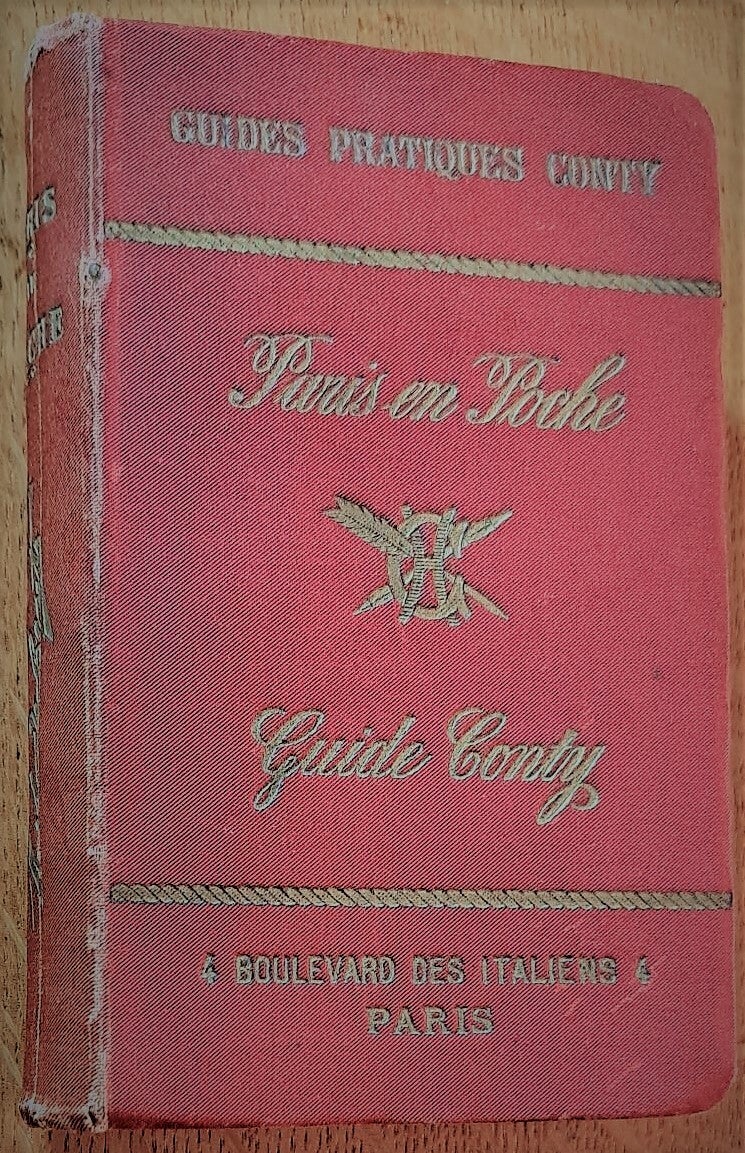 GUIDES PRATIQUES CONTY
Paris en Poche
Guide Conty
4 BOULEVARD DES ITALIENS 4
PARIS